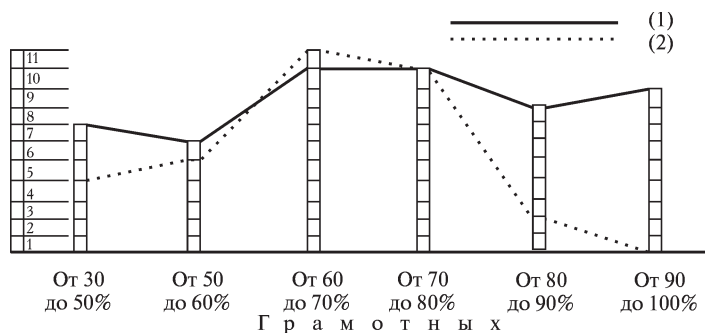 (1)
(2)
11
10
9
8
7
6
5
4
3
2
1
От 30 до 50%
От 50 до 60%
От 60 до 70%
От 70 до 80%
От 80 до 90%
От 90 до 100%
Грамотных